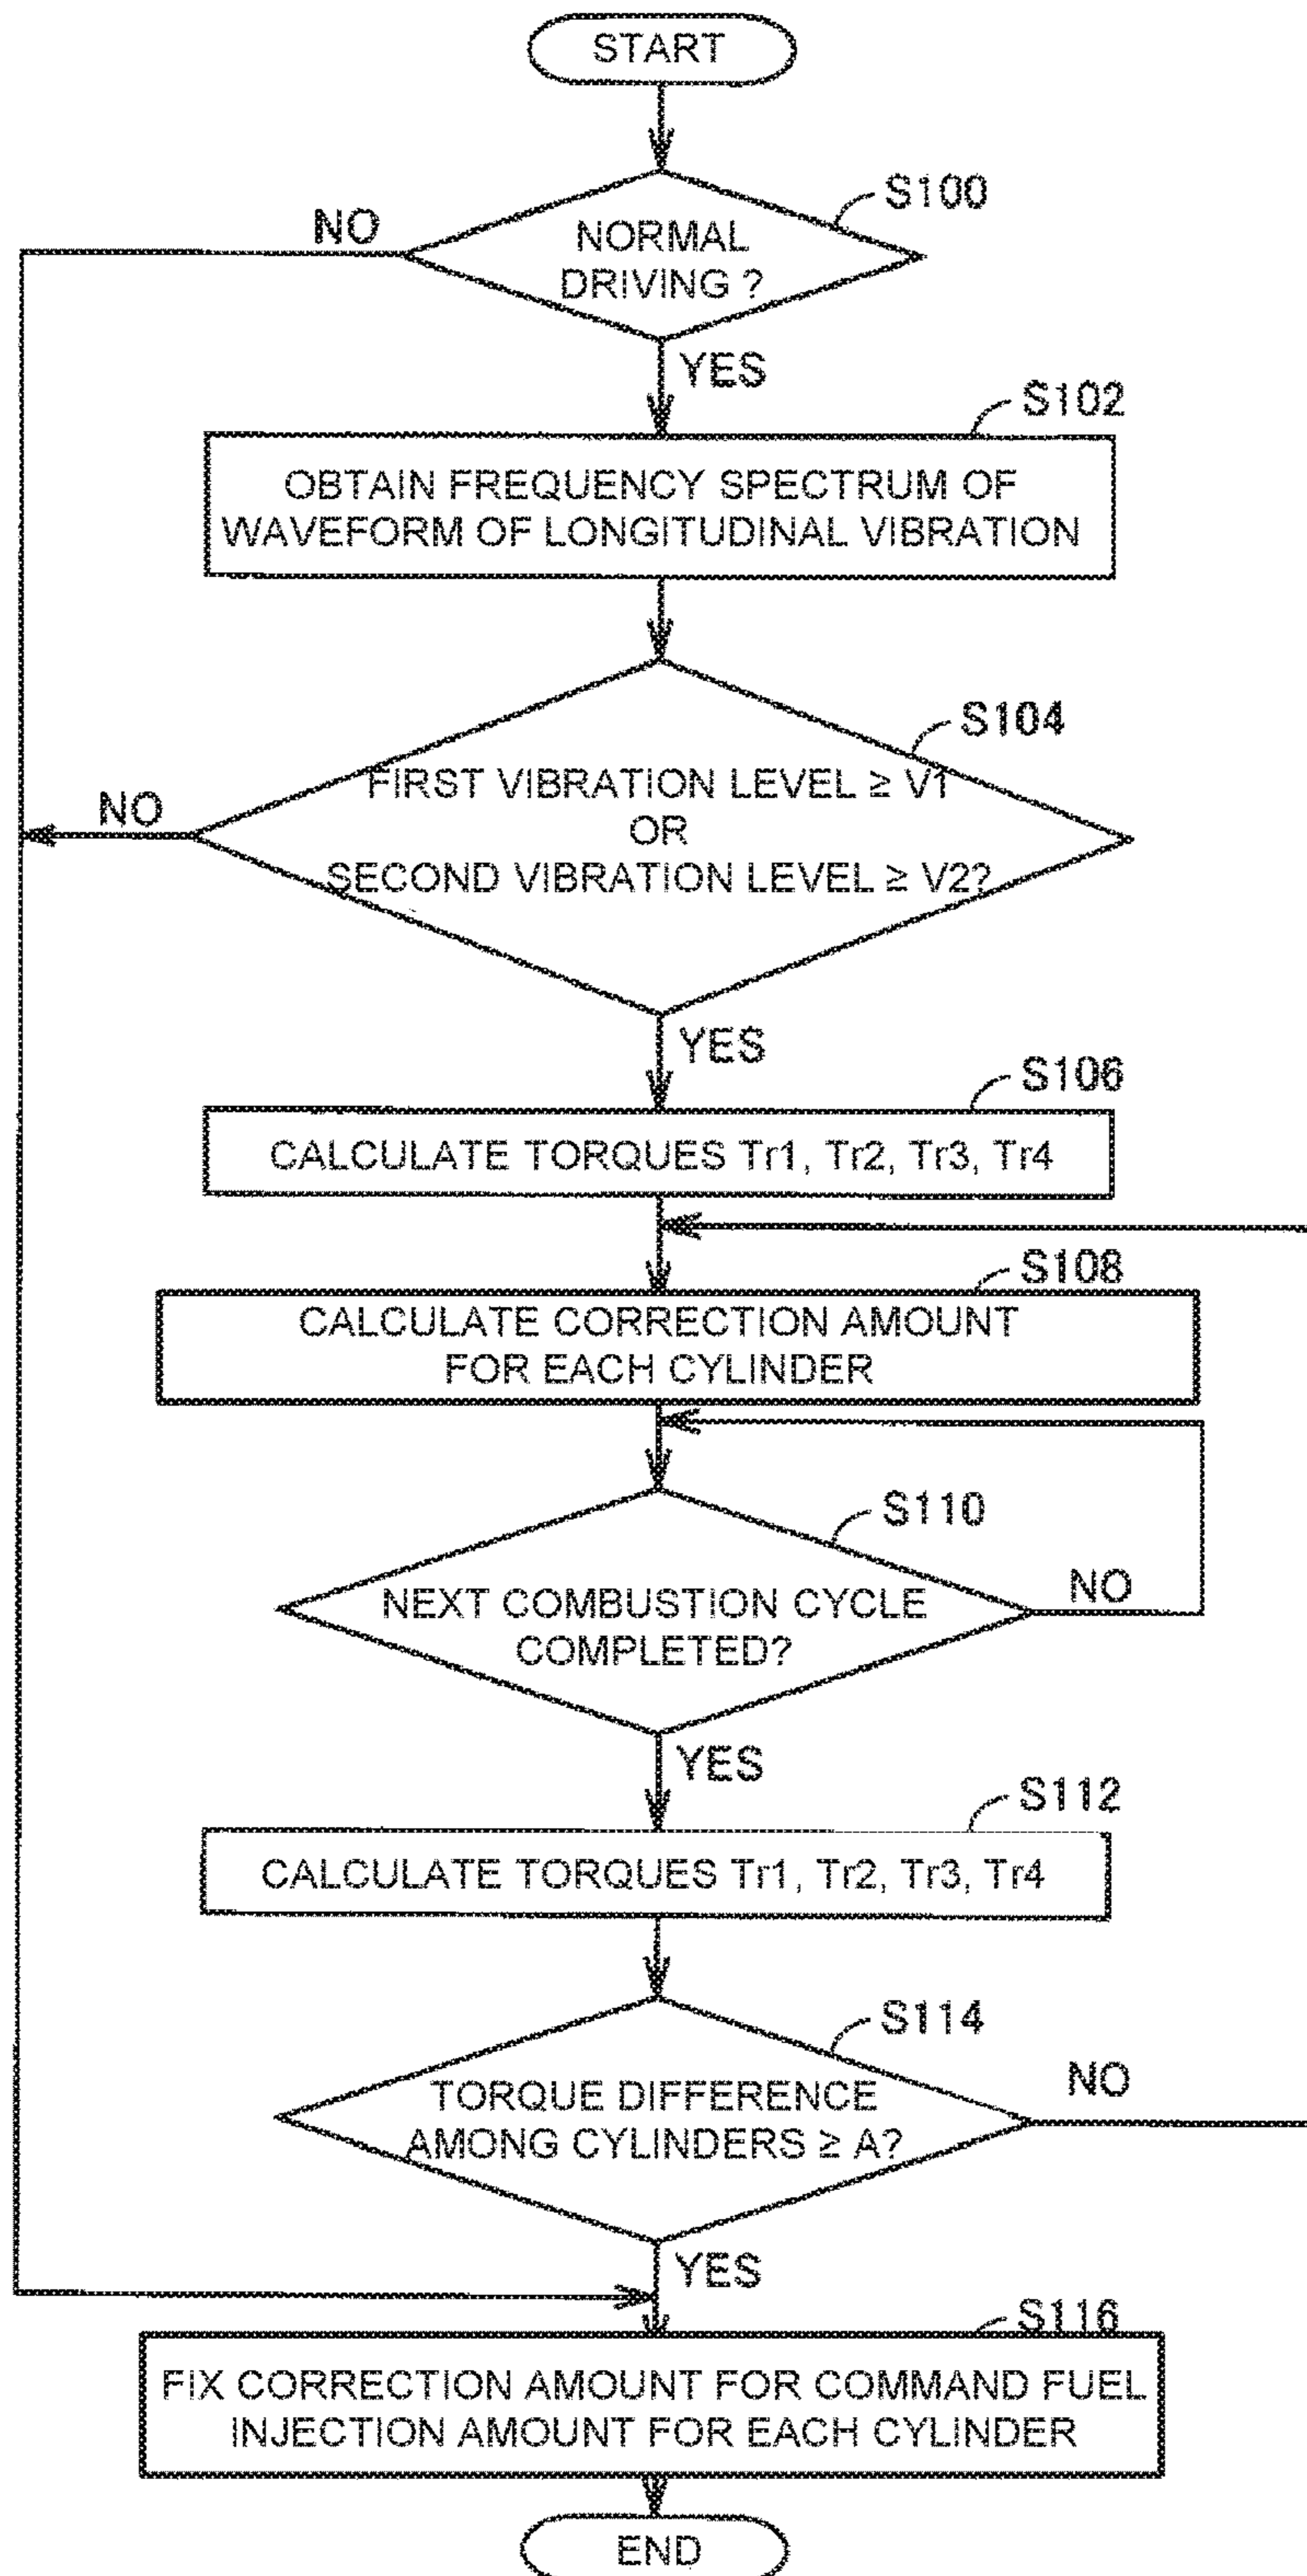 START
S100
NO
NORMAL
DRIVING ?
YES
S102
OBTAIN FREQUENCY SPECTRUM OF
WAVEFORM OF LONGITUDINAL VIBRATION
S104
FIRST VIBRATION LEVEL ≥ V1
NO
OR
SECOND VIBRATION LEVEL ≥ V2?
YES
S106
CALCULATE TORQUES Tr1, Tr2, Tr3, Tr4
S108
CALCULATE CORRECTION AMOUNT
FOR EACH CYLINDER
S110
NEXT COMBUSTION CYCLE
NO
COMPLETED?
YES
S112
CALCULATE TORQUES Tr1, Tr2, Tr3, Tr4
S114
NO
TORQUE DIFFERENCE
AMONG CYLINDERS ≥ A?
YES
S116
FIX CORRECTION AMOUNT FOR COMMAND FUEL
INJECTION AMOUNT FOR EACH CYLINDER
END